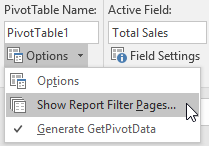 PivotTable Name:
Active Field:
PivotTable1
Total Sales
Options
Field Settings
Options
Show Report Filter Pages...
Generate GetPivotData